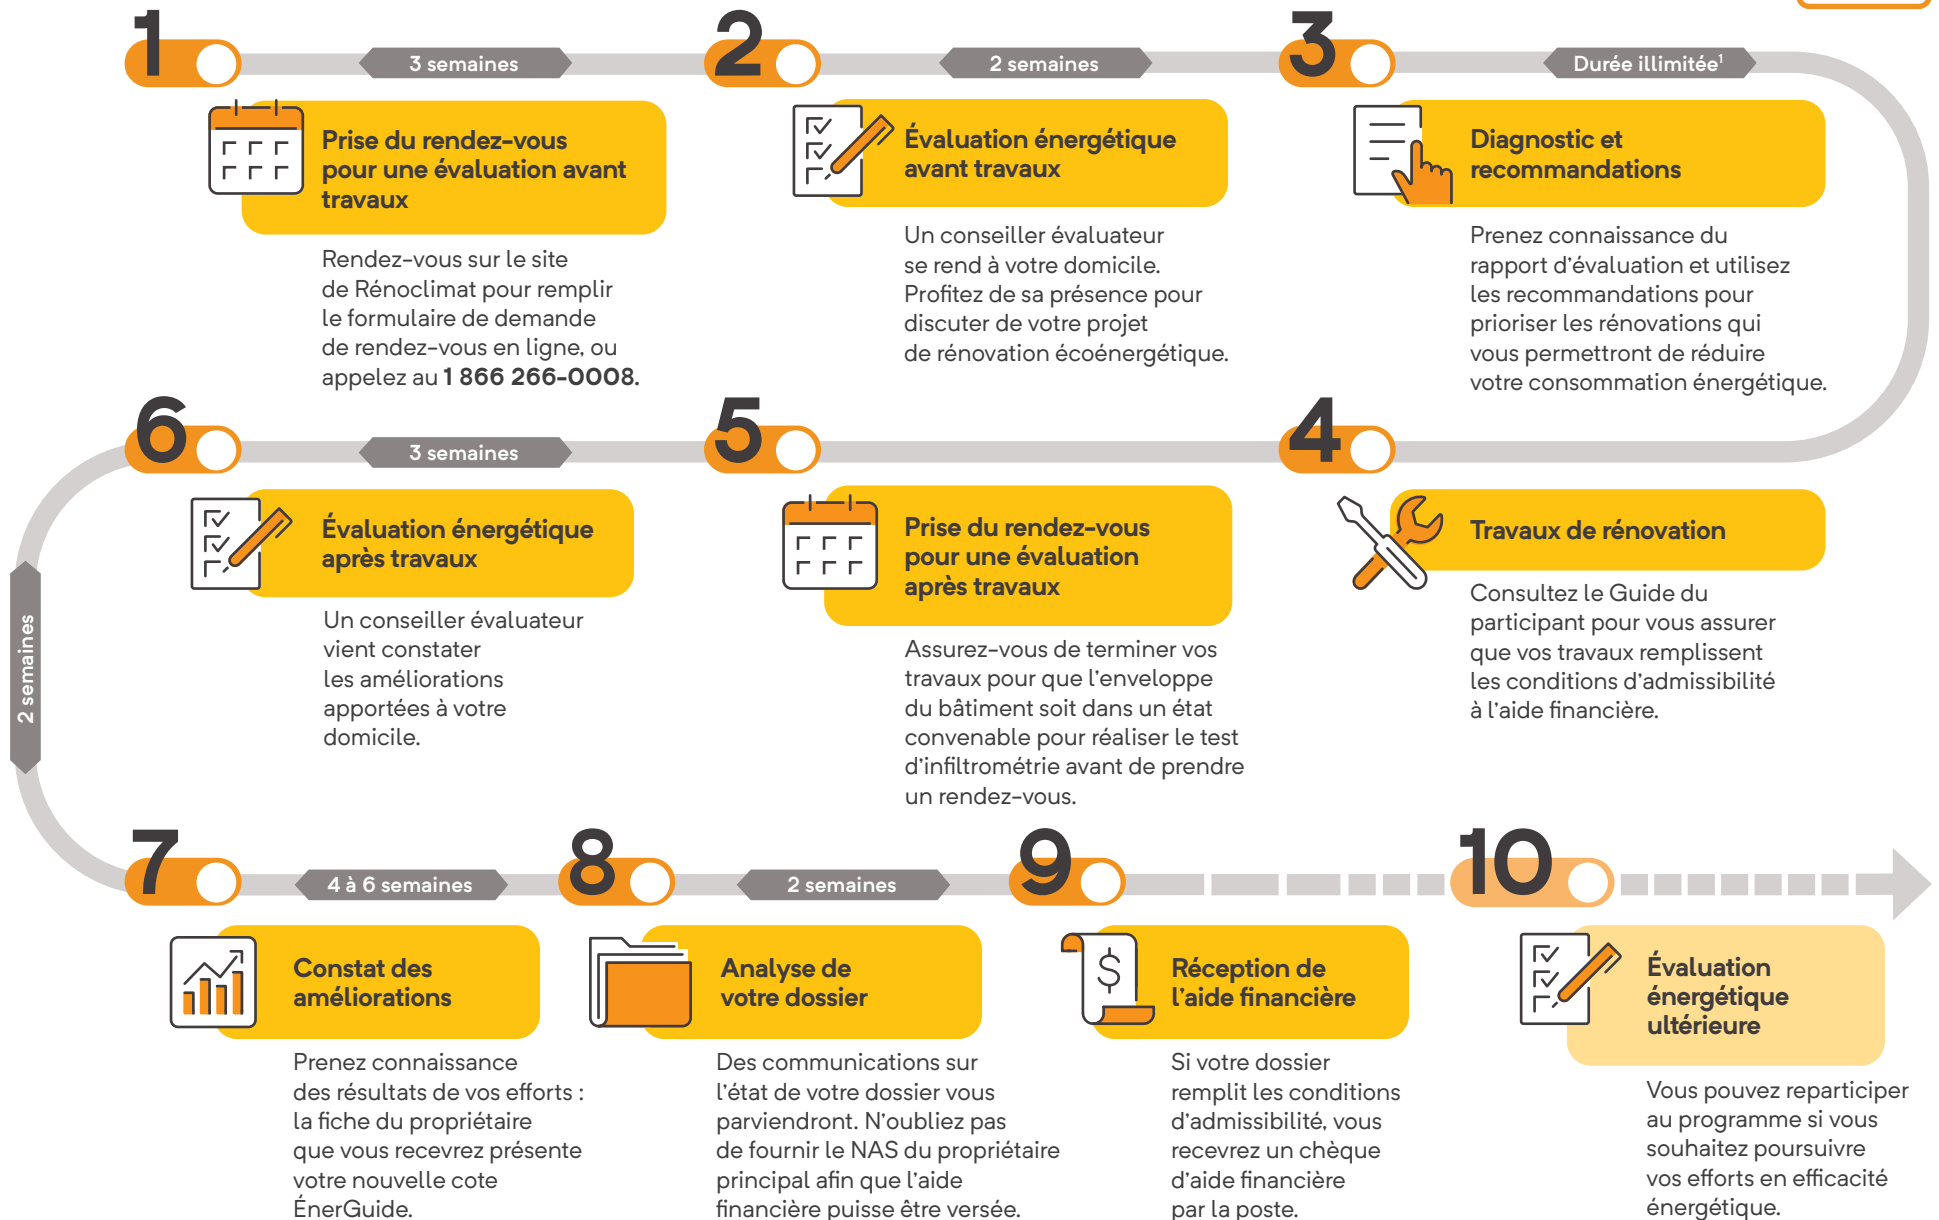 1
3 semaines
2
2 semaines
3
Durée illimitée¹
Prise du rendez-vous
pour une évaluation avant
travaux
Rendez-vous sur le site
de Rénoclimat pour remplir
le formulaire de demande
de rendez-vous en ligne, ou
appelez au 1 866 266-0008.
Évaluation énergétique
avant travaux
Un conseiller évaluateur
se rend à votre domicile.
Profitez de sa présence pour
discuter de votre projet
de rénovation écoénergétique.
Diagnostic et
recommandations
Prenez connaissance du
rapport d'évaluation et utilisez
les recommandations pour
prioriser les rénovations qui
vous permettront de réduire
votre consommation énergétique.
4
Travaux de rénovation
Consultez le Guide du
participant pour vous assurer
que vos travaux remplissent
les conditions d'admissibilité
à l'aide financière.
5
Prise du rendez-vous
pour une évaluation
après travaux
Assurez-vous de terminer vos
travaux pour que l'enveloppe
du bâtiment soit dans un état
convenable pour réaliser le test
d'infiltrométrie avant de prendre
un rendez-vous.
3 semaines
6
Évaluation énergétique
après travaux
Un conseiller évaluateur
vient constater
les améliorations
apportées à votre
domicile.
2 semaines
7
4 à 6 semaines
8
2 semaines
9
10
Constat des
améliorations
Prenez connaissance
des résultats de vos efforts :
la fiche du propriétaire
que vous recevrez présente
votre nouvelle cote
ÉnerGuide.
Analyse de
votre dossier
Des communications sur
l'état de votre dossier vous
parviendront. N'oubliez pas
de fournir le NAS du propriétaire
principal afin que l'aide
financière puisse être versée.
Réception de
l'aide financière
Si votre dossier
remplit les conditions
d'admissibilité, vous
recevrez un chèque
d'aide financière
par la poste.
Évaluation
énergétique
ultérieure
Vous pouvez reparticiper
au programme si vous
souhaitez poursuivre
vos efforts en efficacité
énergétique.